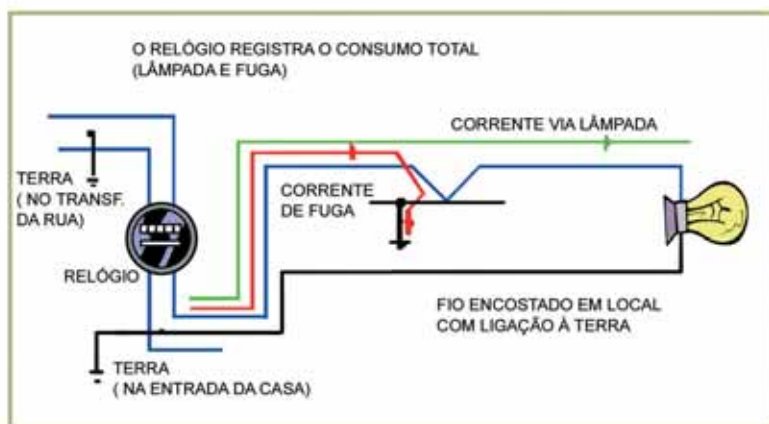 O RELÓGIO REGISTRA O CONSUMO TOTAL
(LÂMPADA E FUGA)
CORRENTE VIA LÂMPADA
TERRA
( NO TRANSF.
DA RUA)
CORRENTE
DE FUGA
RELÓGIO
FIO ENCOSTADO EM LOCAL
COM LIGAÇÃO À TERRA
TERRA
( NA ENTRADA DA CASA)